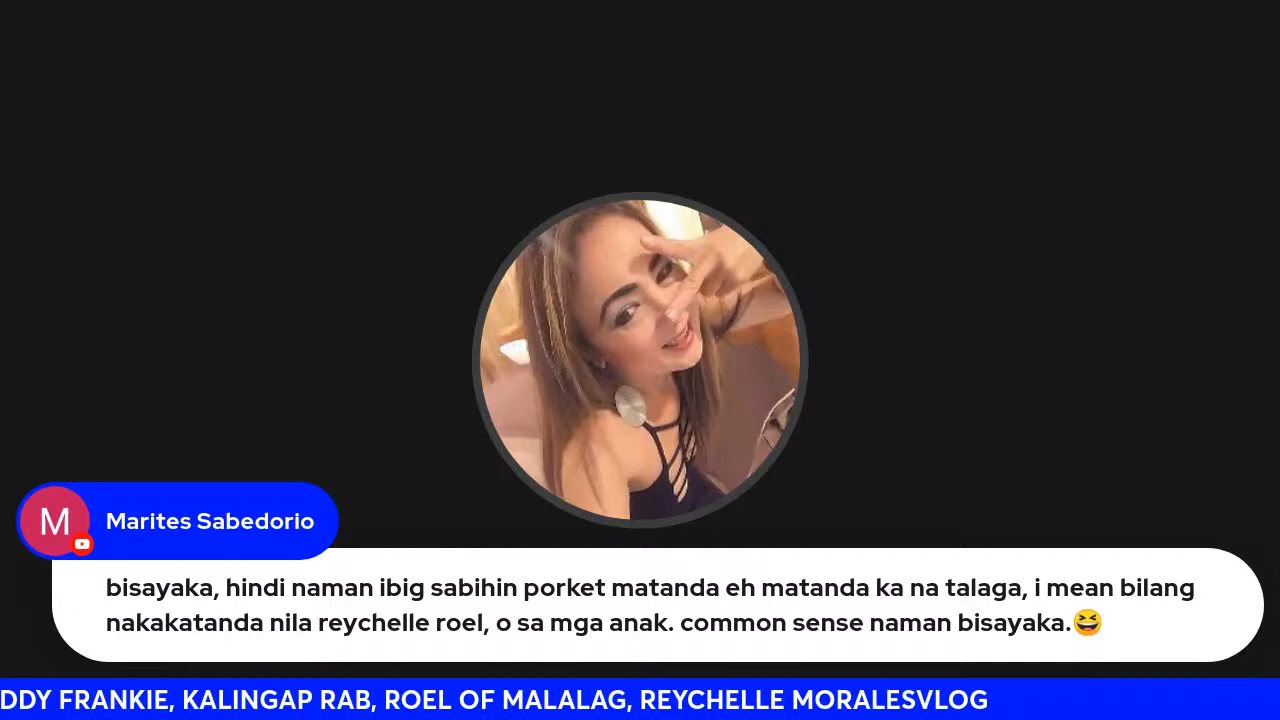 M
Marites Sabedorio
bisayaka, hindi naman ibig sabihin porket matanda eh matanda ka na talaga, i mean bilang
nakakatanda nila reychelle roel, o sa mga anak. common sense naman bisayaka.😆
DDY FRANKIE, KALINGAP RAB, ROEL OF MALALAG, REYCHELLE MORALESVLOG